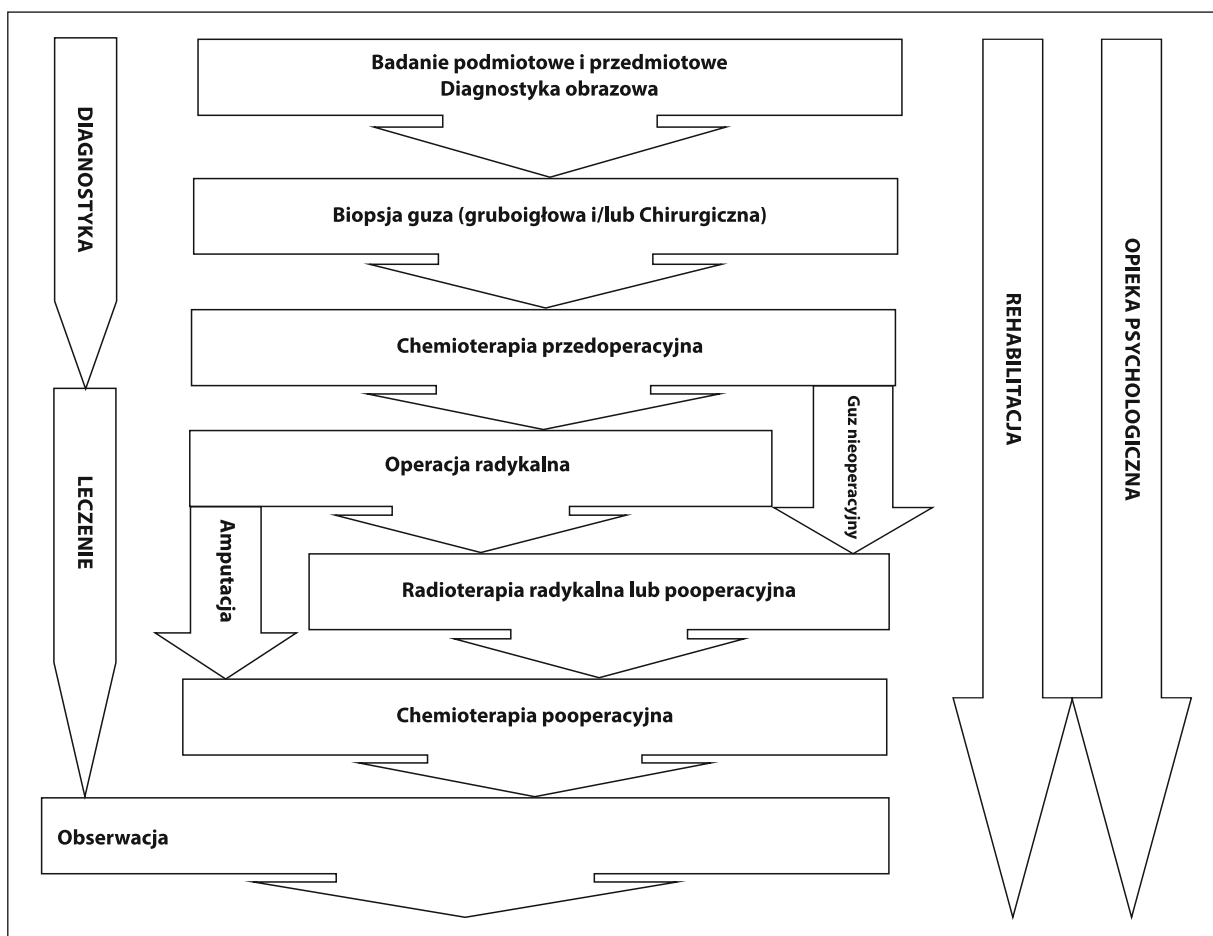 Badanie podmiotowe i przedmiotowe
Diagnostyka obrazowa
DIAGNOSTYKA
Biopsja guza (gruboigłowa i/lub Chirurgiczna)
Chemioterapia przedoperacyjna
Guz nieoperacyjny
Operacja radykalna
LECZENIE
Amputacja
Radioterapia radykalna lub pooperacyjna
Chemioterapia pooperacyjna
Obserwacja
REHABILITACJA
OPIEKA PSYCHOLOGICZNA